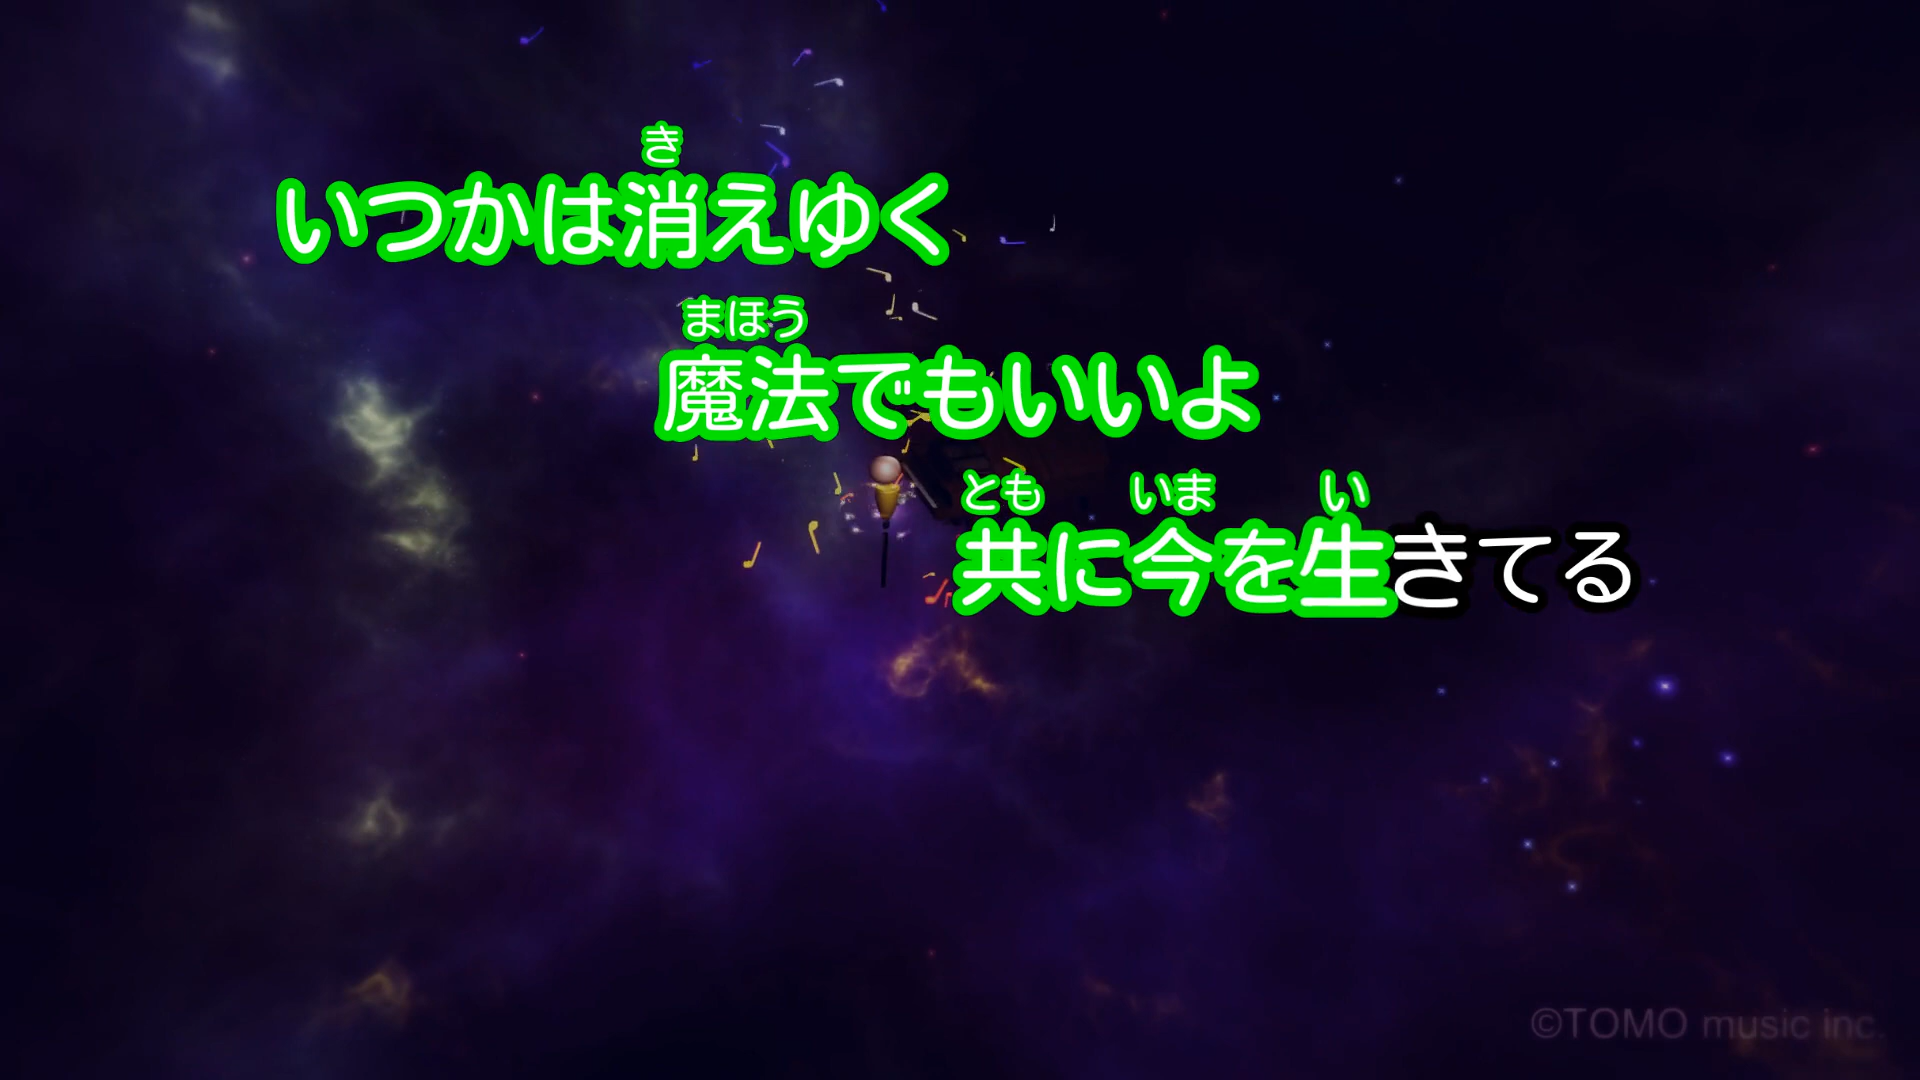 き
いつかは消えゆく
まほう
魔法でもいいよ
とも いま い
共に今を生きてる
©TOMO music inc.